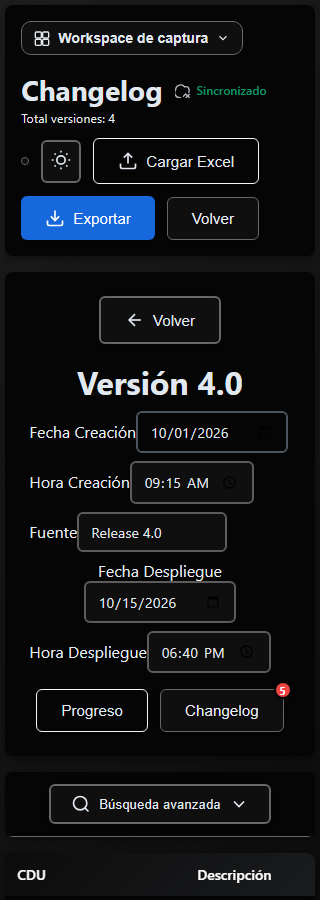 Workspace de captura
Changelog Sincronizado
Total versiones: 4
Cargar Excel
Exportar Volver
Volver
Versión 4.0
Fecha Creación 10/01/2026
Hora Creación 09:15 AM
Fuente Release 4.0
Fecha Despliegue
10/15/2026
Hora Despliegue 06:40 PM
Progreso Changelog 5
Búsqueda avanzada
CDU Descripción